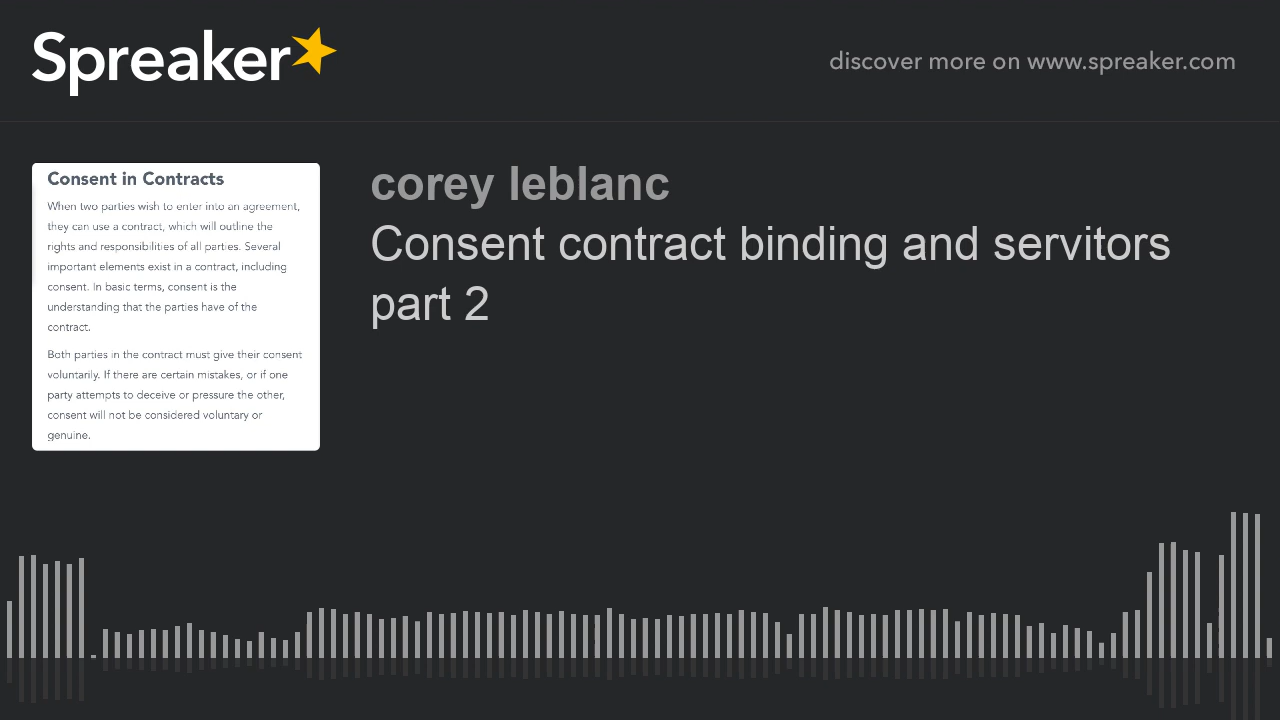 Spreaker
discover more on www.spreaker.com
Consent in Contracts
When two parties wish to enter into an agreement,
they can use a contract, which will outline the
rights and responsibilities of all parties. Several
important elements exist in a contract, including
consent. In basic terms, consent is the
understanding that the parties have of the
contract.
Both parties in the contract must give their consent
voluntarily. If there are certain mistakes, or if one
party attempts to deceive or pressure the other,
consent will not be considered voluntary or
genuine.
corey leblanc
Consent contract binding and servitors
part 2